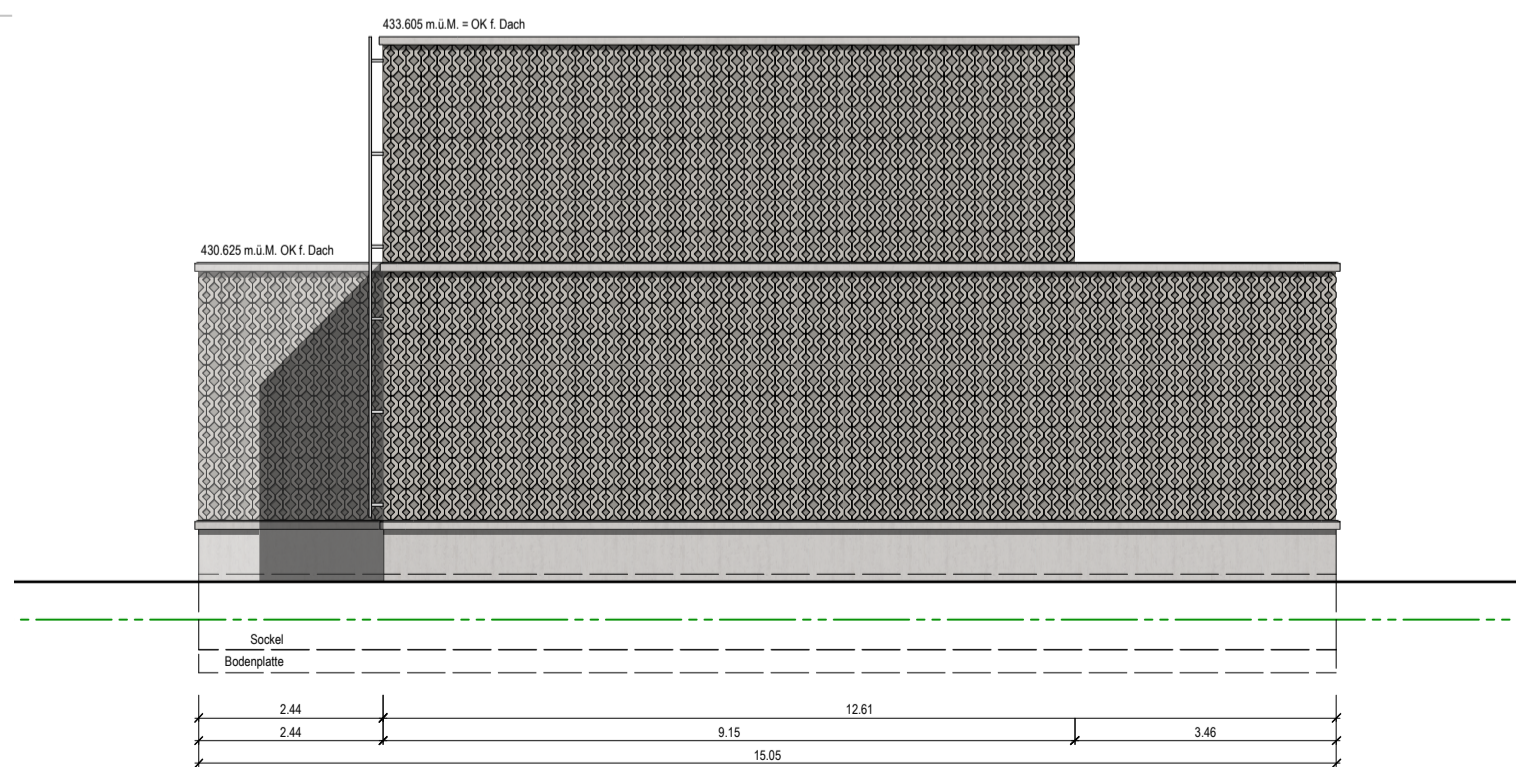 433.605 m.ü.M. = OK f. Dach
430.625 m.ü.M. OK f. Dach
Sockel
Bodenplatte
2.44 12.61
2.44 9.15 3.46
15.05